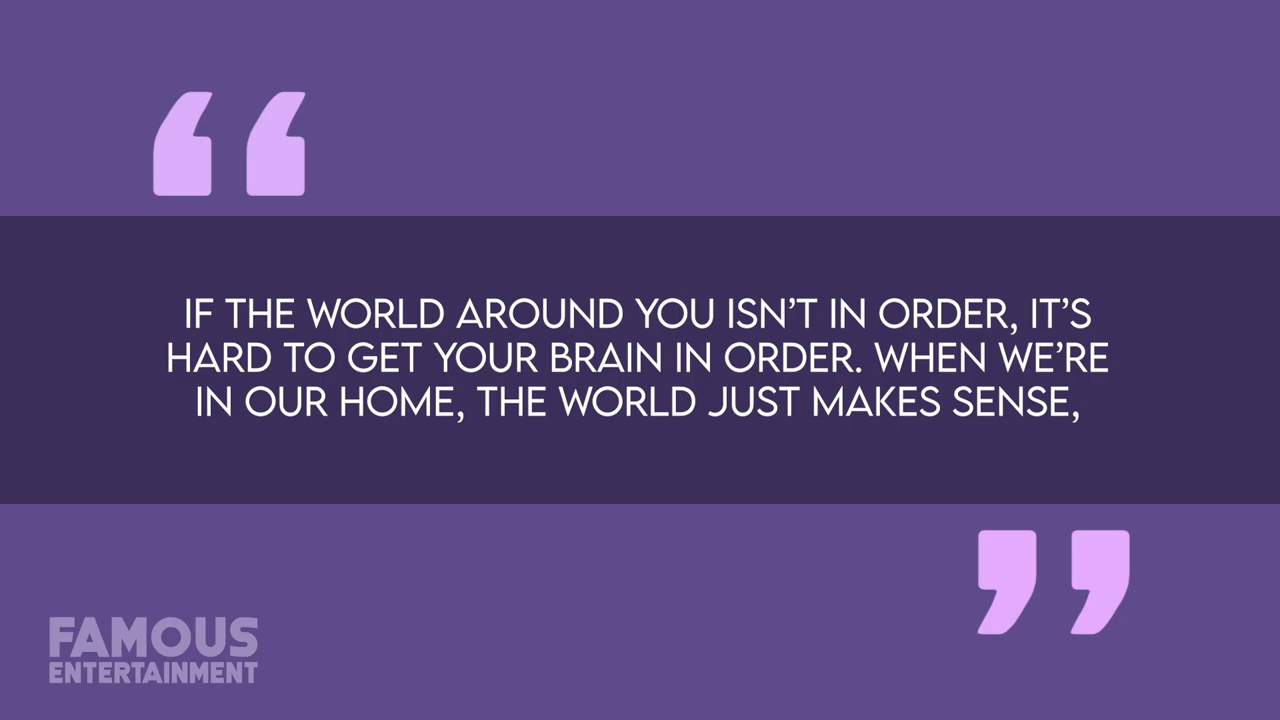 IF THE WORLD AROUND YOU ISN’T IN ORDER, IT’S
HARD TO GET YOUR BRAIN IN ORDER. WHEN WE’RE
IN OUR HOME, THE WORLD JUST MAKES SENSE,
FAMOUS
ENTERTAINMENT